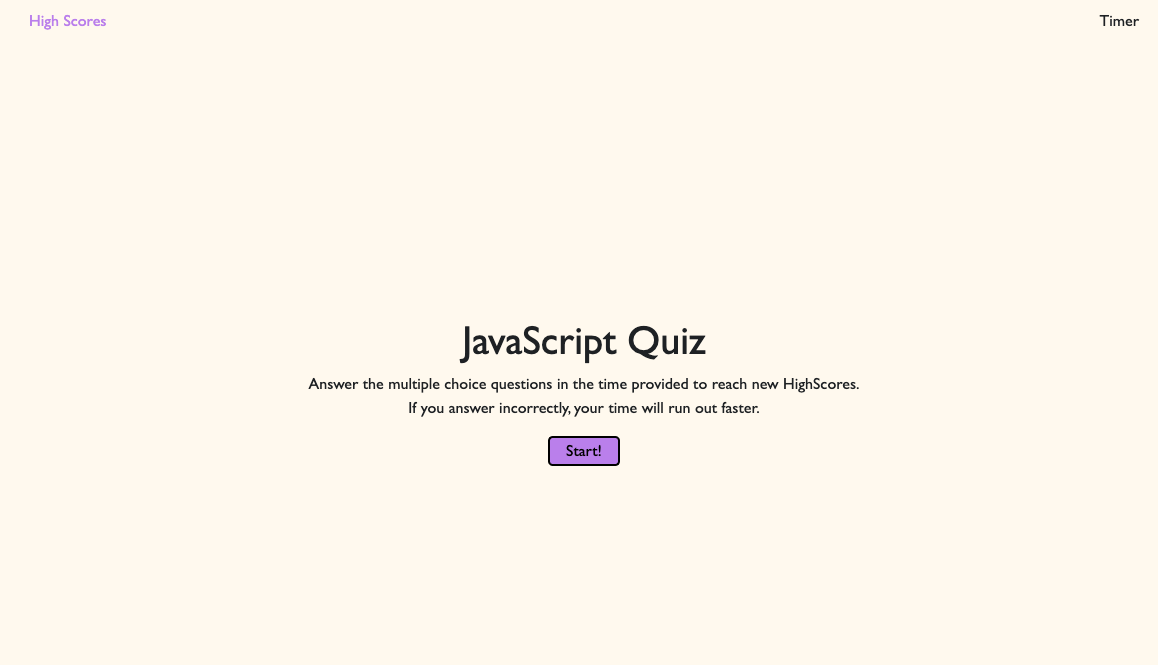 High Scores
Timer
JavaScript Quiz
Answer the multiple choice questions in the time provided to reach new HighScores.
If you answer incorrectly, your time will run out faster.
Start!